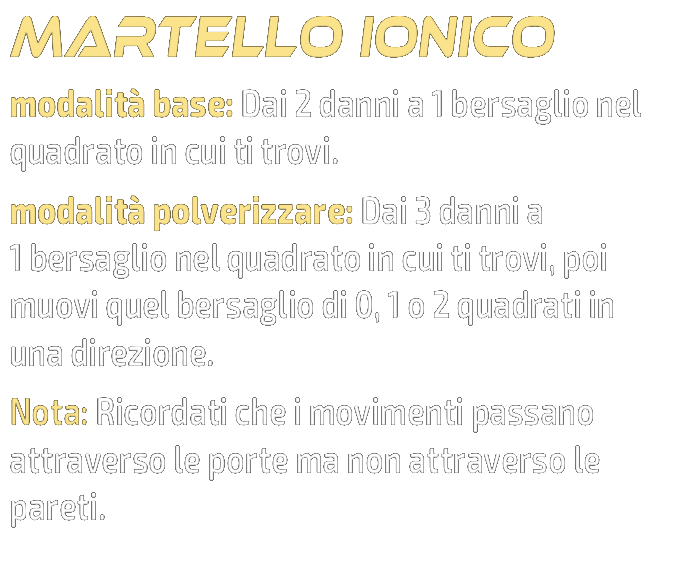 MARTELLO IONICO
modalità base: Dai 2 danni a 1 bersaglio nel
quadrato in cui ti trovi.
modalità polverizzare: Dai 3 danni a
1 bersaglio nel quadrato in cui ti trovi, poi
muovi quel bersaglio di 0, 1 o 2 quadrati in
una direzione.
Nota: Ricordati che i movimenti passano
attraverso le porte ma non attraverso le
pareti.